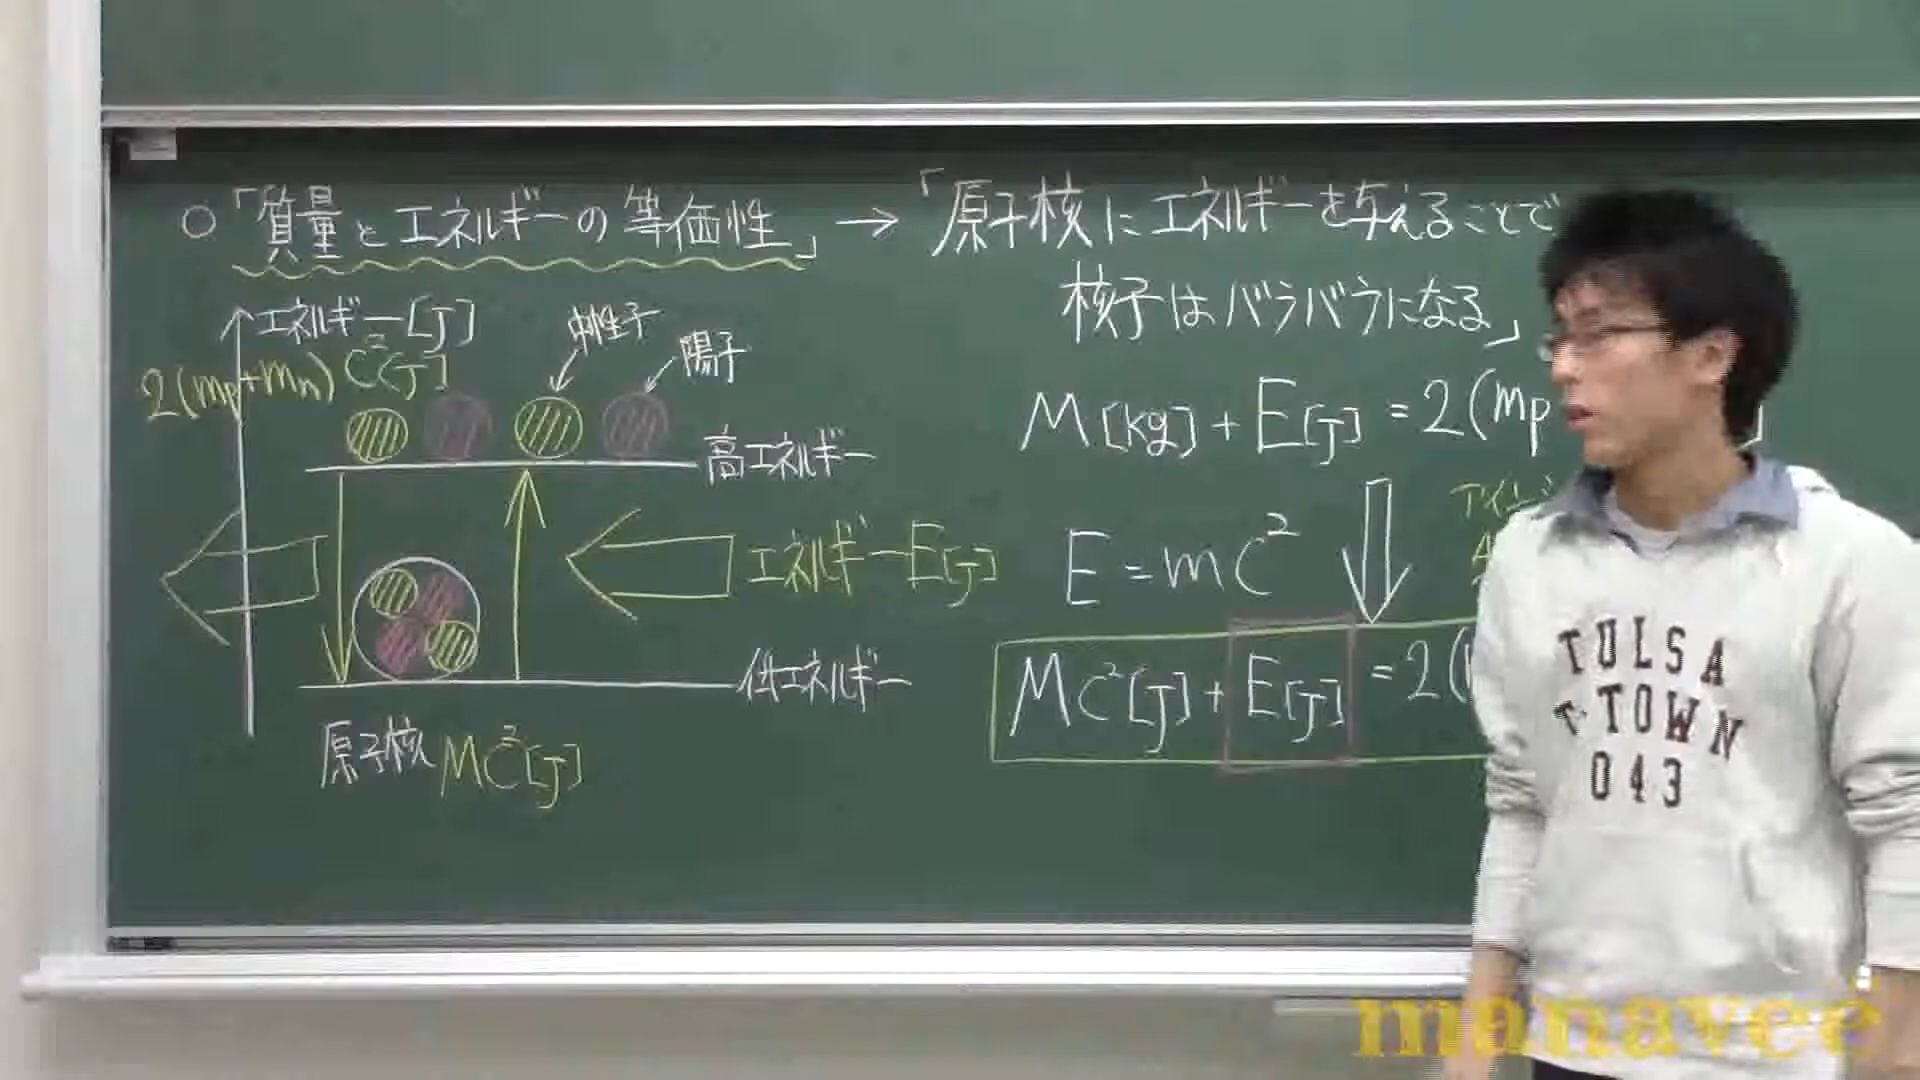 ○「質量とエネルギーの等価性」→「原子核にエネルギーを与えることで
核子はバラバラになる」
エネルギー[J]
2(mp+mn)C²[J]
中性子
陽子
高エネルギー
エネルギーE[J]
低エネルギー
原子核 MC²[J]
M[kg]+E[J]=2(mp
E=mC²
MC²[J]+E[J]=2(
TULSA
T-TOWN
043
manavee